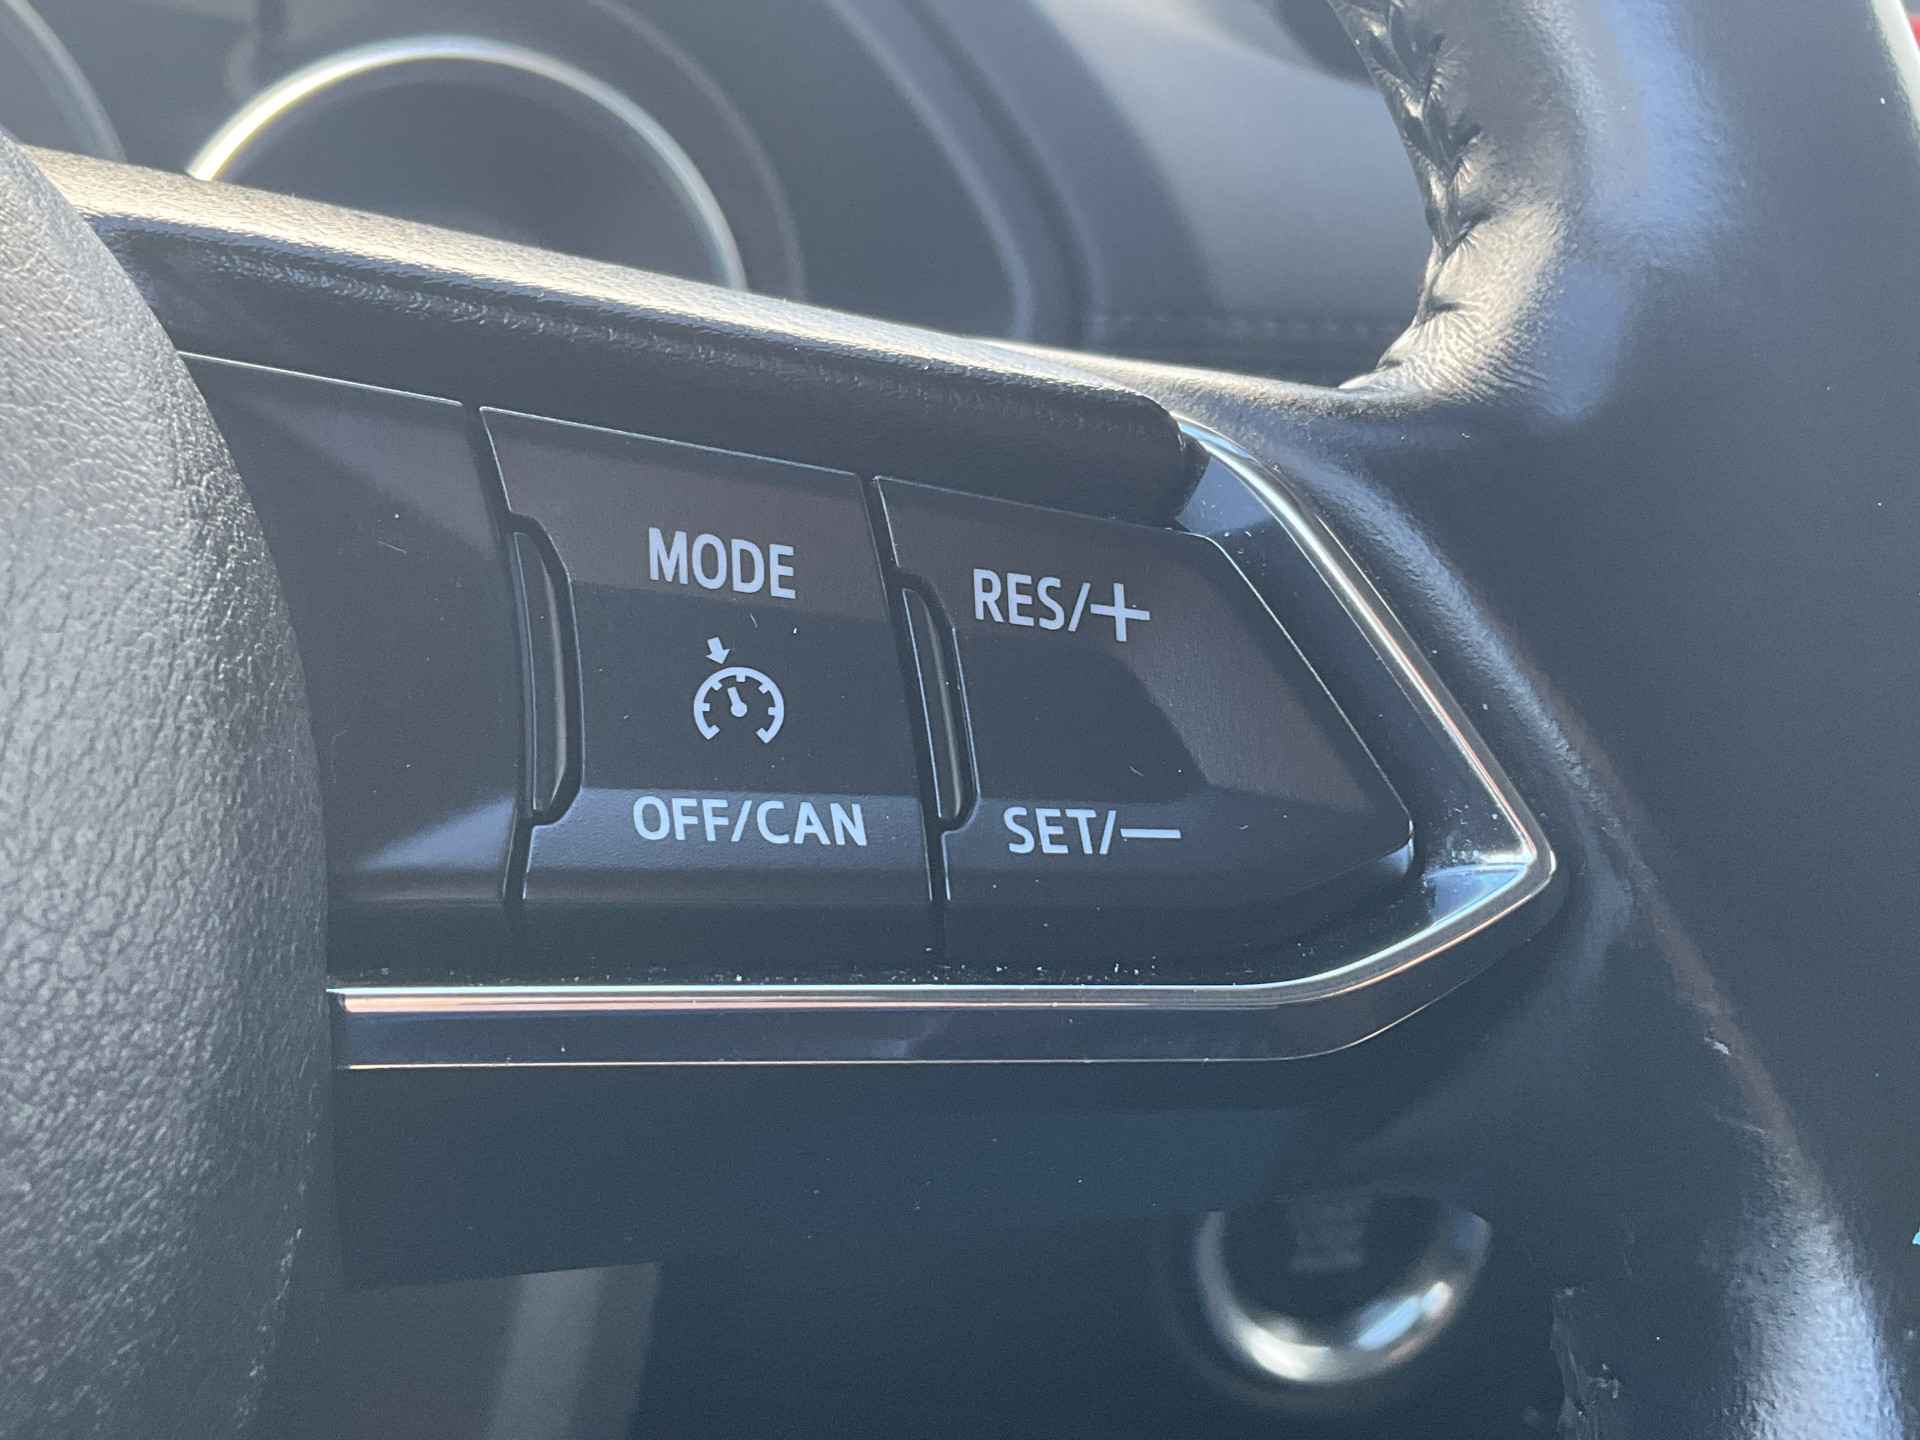 MODE
RES/+
OFF/CAN
SET/−